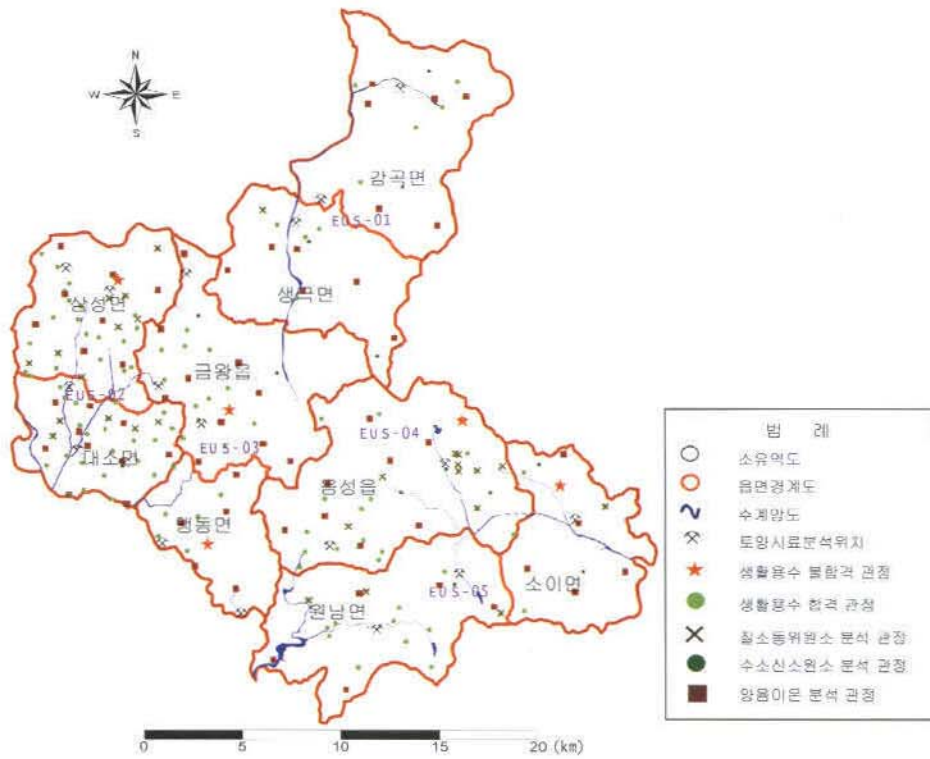 N
W E
S
감곡면
EUS-01
생극면
삼성면
금왕읍
EUS-02
EUS-03
EUS-04
대소면
음성읍
맹동면
소이면
EUS-05
원남면
범 례
소유역도
읍면경계도
수계망도
토양시료분석위치
생활용수 불합격 관정
생활용수 합격 관정
질소동위원소 분석 관정
수소산소원소 분석 관정
양음이온 분석 관정
0 5 10 15 20 (km)